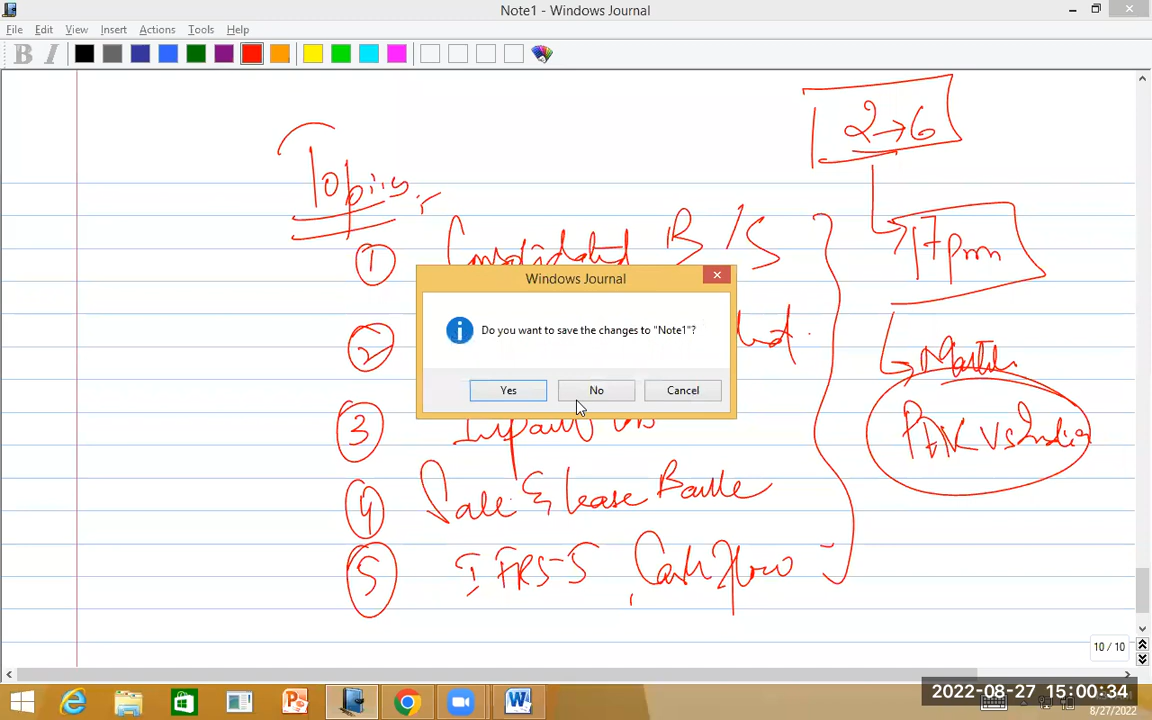 Note1 - Windows Journal
File Edit View Insert Actions Tools Help
B I
2→6
Topics
① Consolidated B/S
7pm
Do you want to save the changes to "Note1"?
Windows Journal
Yes No Cancel
②
Match
③
PAK Vs India
④ Sale & lease Back
⑤ IFRS-5, Cash Flow
10 / 10
2022-08-27 15:00:34
8/27/2022